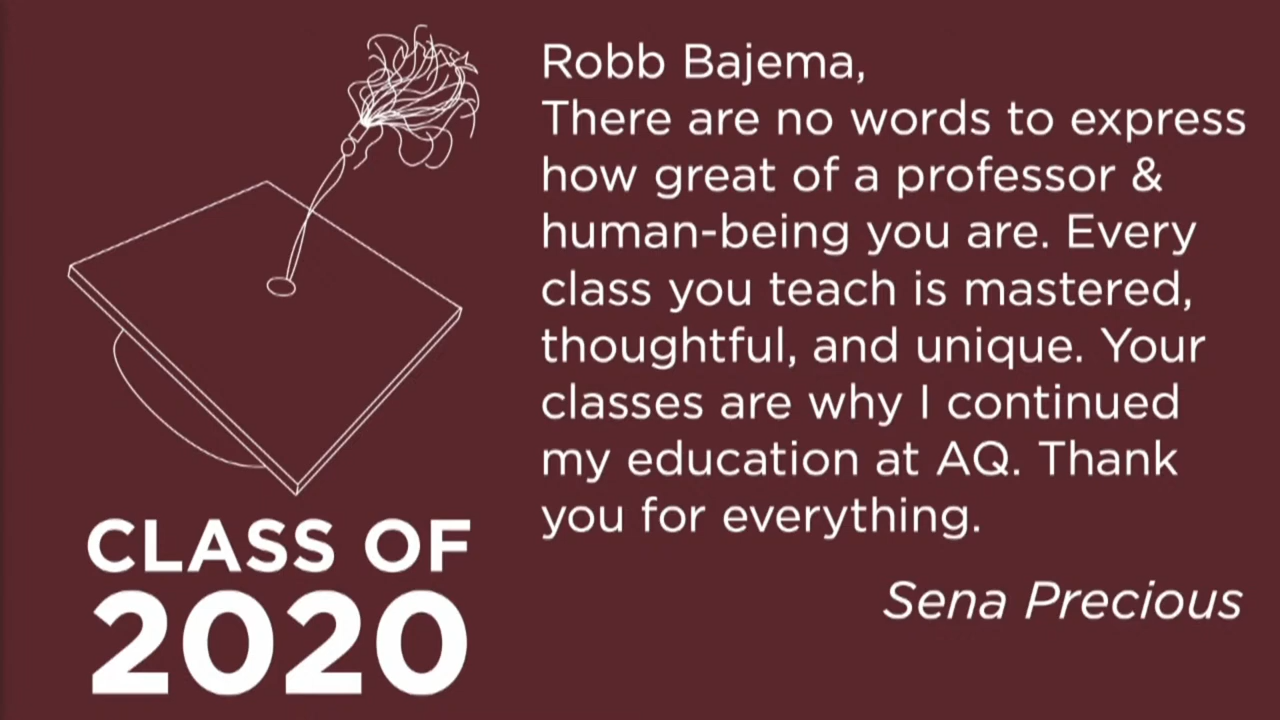 CLASS OF
2020
Robb Bajema,
There are no words to express
how great of a professor &
human-being you are. Every
class you teach is mastered,
thoughtful, and unique. Your
classes are why I continued
my education at AQ. Thank
you for everything.
Sena Precious